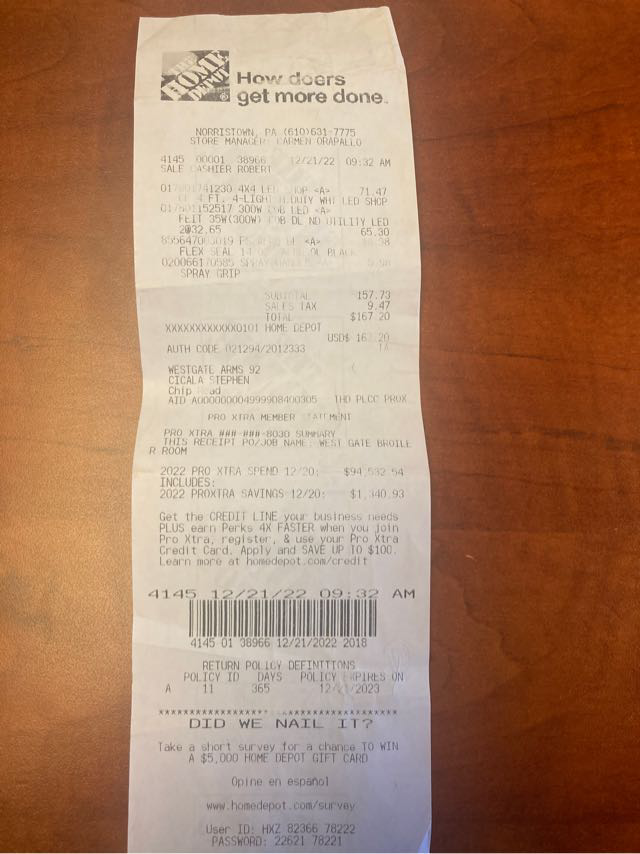 THE HOME DEPOT
How doers
get more done.
NORRISTOWN, PA (610)631-7775
STORE MANAGER: CARMEN ORAPALLO
4145 00001 38966 12/21/22 09:32 AM
SALE CASHIER ROBERT
4X4 <A> 71.47
4 FT. 4-LIGHT WHT LED SHOP
300W LED <A>
FEIT 35W(300W) DL ND UTILITY LED
2@32.65 65.30
<A>
FLEX SEAL BLACK
020066170585
SPRAY GRIP
SUBTOTAL 157.73
SALES TAX 9.47
TOTAL $167.20
XXXXXXXXXXXX0101 HOME DEPOT
USD$ 167.20
AUTH CODE 021294/2012333 TA
WESTGATE ARMS 92
CICALA STEPHEN
Chip
AID A000000004999908400305 THD PLCC PROX
PRO XTRA MEMBER STATEMENT
PRO XTRA ###-###-8030 SUMMARY
THIS RECEIPT PO/JOB NAME: WEST GATE BROILE
R ROOM
2022 PRO XTRA SPEND 12/20: $94,532.54
INCLUDES:
2022 PROXTRA SAVINGS 12/20: $1,340.93
Get the CREDIT LINE your business needs
PLUS earn Perks 4X FASTER when you join
Pro Xtra, register, & use your Pro Xtra
Credit Card. Apply and SAVE UP TO $100.
Learn more at homedepot.com/credit
4145 12/21/22 09:32 AM
4145 01 38966 12/21/2022 2018
RETURN POLICY DEFINITIONS
POLICY ID DAYS POLICY EXPIRES ON
A 11 365 12/21/2023
DID WE NAIL IT?
Take a short survey for a chance TO WIN
A $5,000 HOME DEPOT GIFT CARD
Opine en español
www.homedepot.com/survey
User ID: HXZ 82366 78222
PASSWORD: 22621 78221